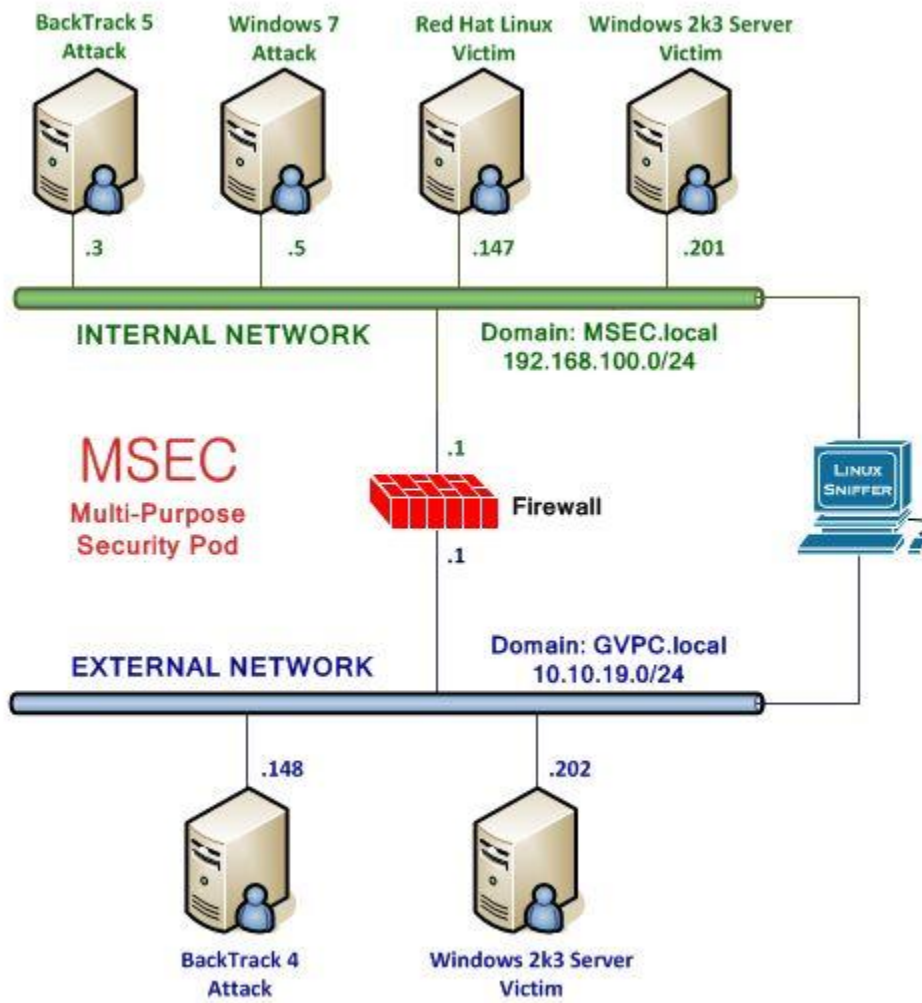 BackTrack 5
Attack
Windows 7
Attack
Red Hat Linux
Victim
Windows 2k3 Server
Victim
.3
.5
.147
.201
INTERNAL NETWORK
Domain: MSEC.local
192.168.100.0/24
MSEC
Multi-Purpose
Security Pod
.1
Firewall
.1
LINUX
SNIFFER
EXTERNAL NETWORK
Domain: GVPC.local
10.10.19.0/24
.148
.202
BackTrack 4
Attack
Windows 2k3 Server
Victim